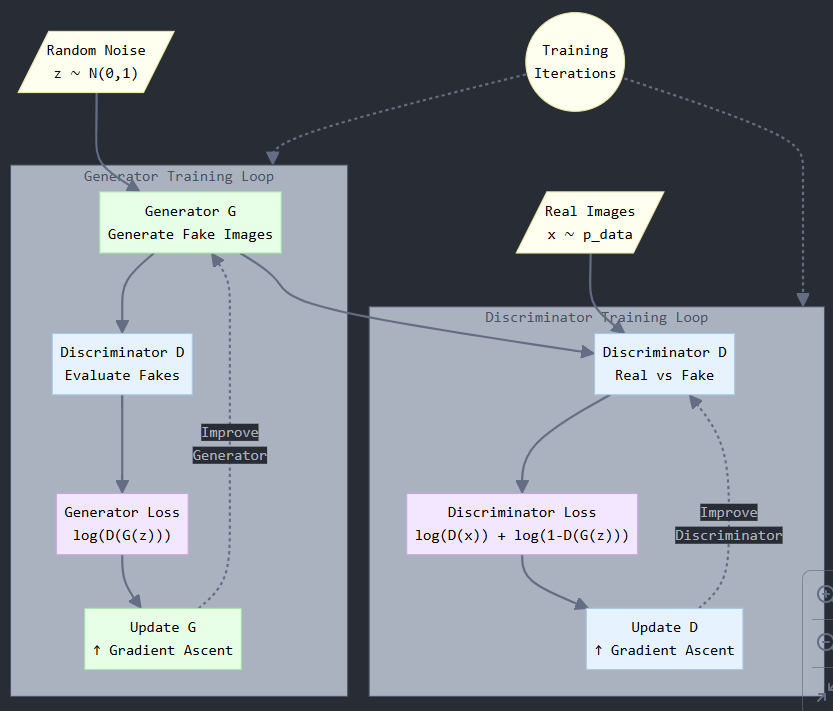 Random Noise
z ~ N(0,1)
Training
Iterations
Generator Training Loop
Generator G
Generate Fake Images
Real Images
x ~ p_data
Discriminator Training Loop
Discriminator D
Evaluate Fakes
Discriminator D
Real vs Fake
Improve
Generator
Generator Loss
log(D(G(z)))
Discriminator Loss
log(D(x)) + log(1-D(G(z)))
Improve
Discriminator
Update G
↑ Gradient Ascent
Update D
↑ Gradient Ascent